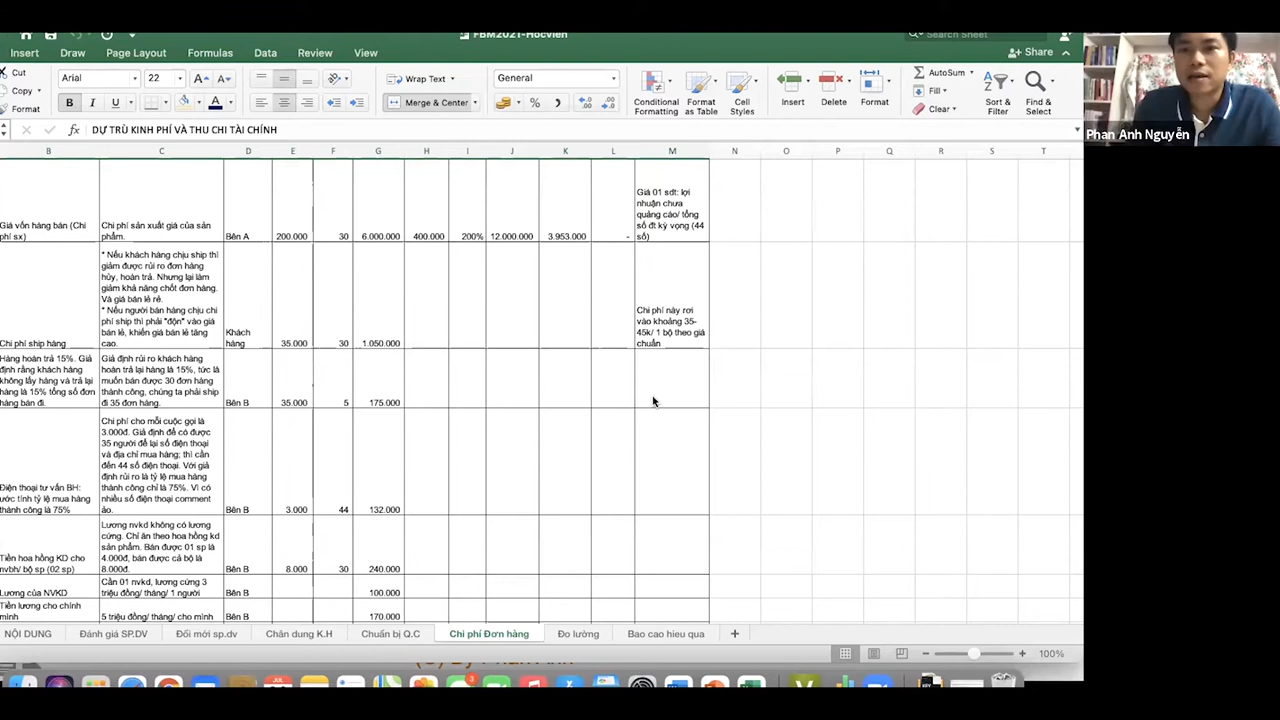 FBM2021-Hocvien
Search Sheet
Insert Draw Page Layout Formulas Data Review View
Share
Cut
Copy
Format
Arial 22
Wrap Text
Merge & Center
General
Conditional Formatting
Format as Table
Cell Styles
Insert
Delete
Format
AutoSum
Fill
Clear
Sort & Filter
Find & Select
Phan Anh Nguyễn
fx DỰ TRÙ KINH PHÍ VÀ THU CHI TÀI CHÍNH
B C D E F G H I J K L M N O P Q R S T
Giá vốn hàng bán (Chi
phí sx)
Chi phí sản xuất giá của sản
phẩm.
Bên A 200.000 30 6.000.000 400.000 200% 12.000.000 3.953.000 -
Giá 01 sdt: lợi
nhuận chưa
quảng cáo/ tổng
số đt kỳ vọng (44
số)
Chi phí ship hàng
* Nếu khách hàng chịu ship thì
giảm được rủi ro đơn hàng
hủy, hoàn trả. Nhưng lại làm
giảm khả năng chốt đơn hàng.
Và giá bán lẻ rẻ.
* Nếu người bán hàng chịu chi
phí ship thì phải "độn" vào giá
bán lẻ, khiến giá bán lẻ tăng
cao.
Khách
hàng
35.000 30 1.050.000
Chi phí này rơi
vào khoảng 35-
45k/ 1 bộ theo giá
chuẩn
Hàng hoàn trả 15%. Giả
định rằng khách hàng
không lấy hàng và trả lại
hàng là 15% tổng số đơn
hàng bán đi.
Giả định rủi ro khách hàng
hoàn trả lại hàng là 15%, tức là
muốn bán được 30 đơn hàng
thành công, chúng ta phải ship
đi 35 đơn hàng.
Bên B 35.000 5 175.000
Điện thoại tư vấn BH:
ước tính tỷ lệ mua hàng
thành công là 75%
Chi phí cho mỗi cuộc gọi là
3.000đ. Giả định để có được
35 người để lại số điện thoại
và địa chỉ mua hàng; thì cần
đến 44 số điện thoại. Với giả
định rủi ro là tỷ lệ mua hàng
thành công chỉ là 75%. Vì có
nhiều số điện thoại comment
ảo.
Bên B 3.000 44 132.000
Tiền hoa hồng KD cho
nvbh/ bộ sp (02 sp)
Lương nvkd không có lương
cứng. Chỉ ăn theo hoa hồng kd
sản phẩm. Bán được 01 sp là
4.000đ, bán được cả bộ là
8.000đ.
Bên B 8.000 30 240.000
Lương của NVKD
Cần 01 nvkd, lương cứng 3
triệu đồng/ tháng/ 1 người
Bên B 100.000
Tiền lương cho chính
mình
5 triệu đồng/ tháng/ cho mình
Bên B 170.000
NỘI DUNG Đánh giá SP.DV Đổi mới sp.dv Chân dung K.H Chuẩn bị Q.C Chi phí Đơn hàng Đo lường Bao cao hieu qua
100%
By Phan Anh